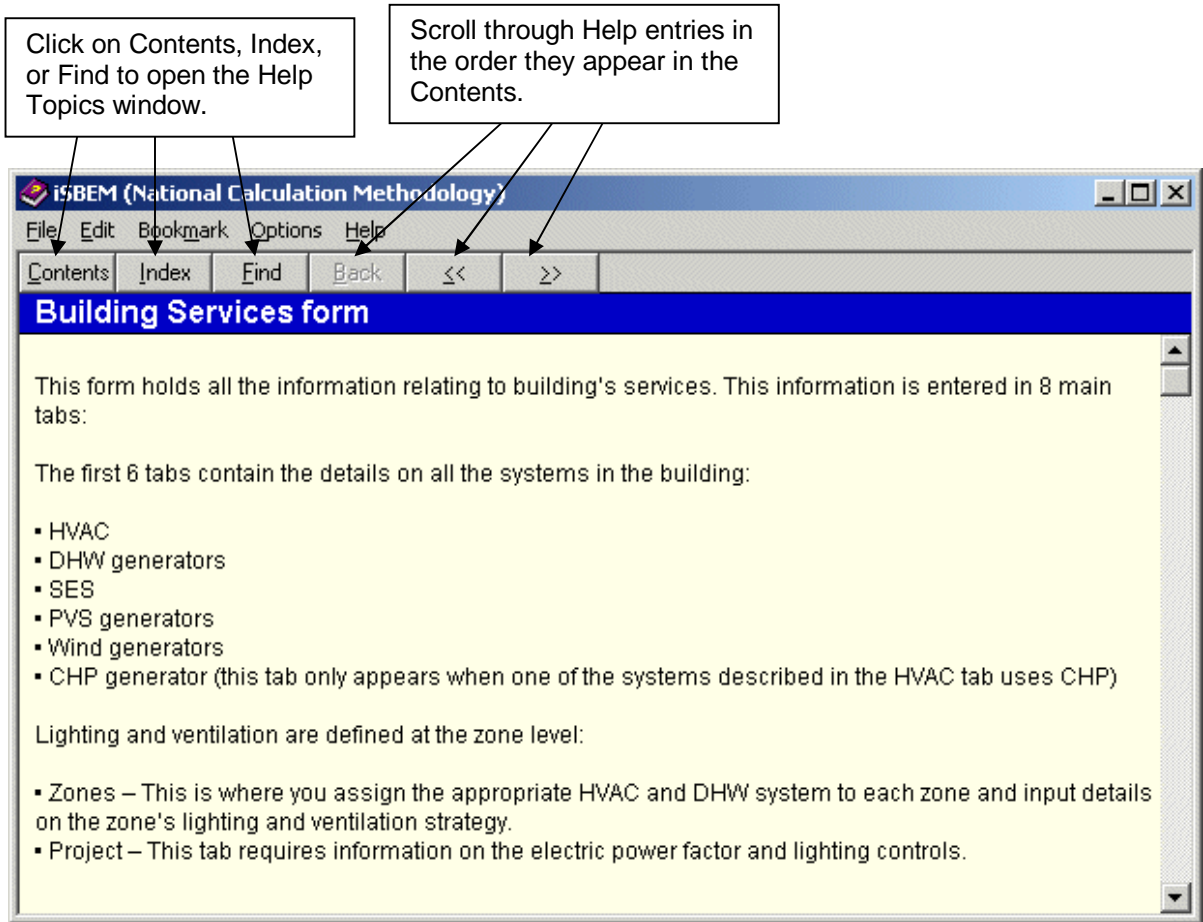 Click on Contents, Index,
or Find to open the Help
Topics window.
Scroll through Help entries in
the order they appear in the
Contents.
iSBEM (National Calculation Methodology)
File Edit Bookmark Options Help
Contents Index Find Back << >>
Building Services form
This form holds all the information relating to building's services. This information is entered in 8 main
tabs:
The first 6 tabs contain the details on all the systems in the building:
▪ HVAC
▪ DHW generators
▪ SES
▪ PVS generators
▪ Wind generators
▪ CHP generator (this tab only appears when one of the systems described in the HVAC tab uses CHP)
Lighting and ventilation are defined at the zone level:
▪ Zones – This is where you assign the appropriate HVAC and DHW system to each zone and input details
on the zone's lighting and ventilation strategy.
▪ Project – This tab requires information on the electric power factor and lighting controls.